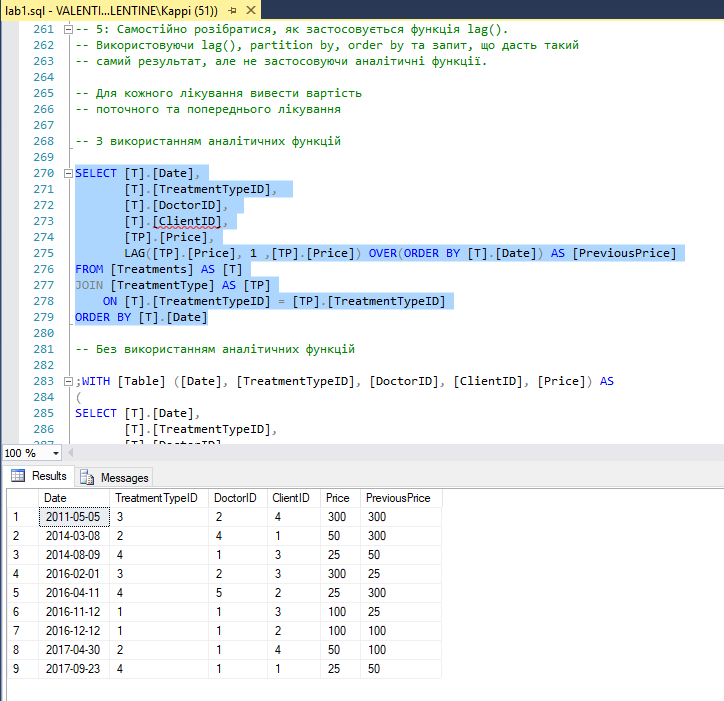 lab1.sql - VALENTI...LENTINE\Kappi (51))
261 -- 5: Самостійно розібратися, як застосовується функція lag().
262 -- Використовуючи lag(), partition by, order by та запит, що дасть такий
263 -- самий результат, але не застосовуючи аналітичні функції.
264
265 -- Для кожного лікування вивести вартість
266 -- поточного та попереднього лікування
267
268 -- З використанням аналітичних функцій
269
270 SELECT [T].[Date],
271 [T].[TreatmentTypeID],
272 [T].[DoctorID],
273 [T].[ClientID],
274 [TP].[Price],
275 LAG([TP].[Price], 1 ,[TP].[Price]) OVER(ORDER BY [T].[Date]) AS [PreviousPrice]
276 FROM [Treatments] AS [T]
277 JOIN [TreatmentType] AS [TP]
278 ON [T].[TreatmentTypeID] = [TP].[TreatmentTypeID]
279 ORDER BY [T].[Date]
280
281 -- Без використанням аналітичних функцій
282
283 ;WITH [Table] ([Date], [TreatmentTypeID], [DoctorID], [ClientID], [Price]) AS
284 (
285 SELECT [T].[Date],
286 [T].[TreatmentTypeID],
287 [T].[DoctorID],
100 %
Results Messages
Date TreatmentTypeID DoctorID ClientID Price PreviousPrice
1 2011-05-05 3 2 4 300 300
2 2014-03-08 2 4 1 50 300
3 2014-08-09 4 1 3 25 50
4 2016-02-01 3 2 3 300 25
5 2016-04-11 4 5 2 25 300
6 2016-11-12 1 1 3 100 25
7 2016-12-12 1 1 2 100 100
8 2017-04-30 2 1 4 50 100
9 2017-09-23 4 1 1 25 50